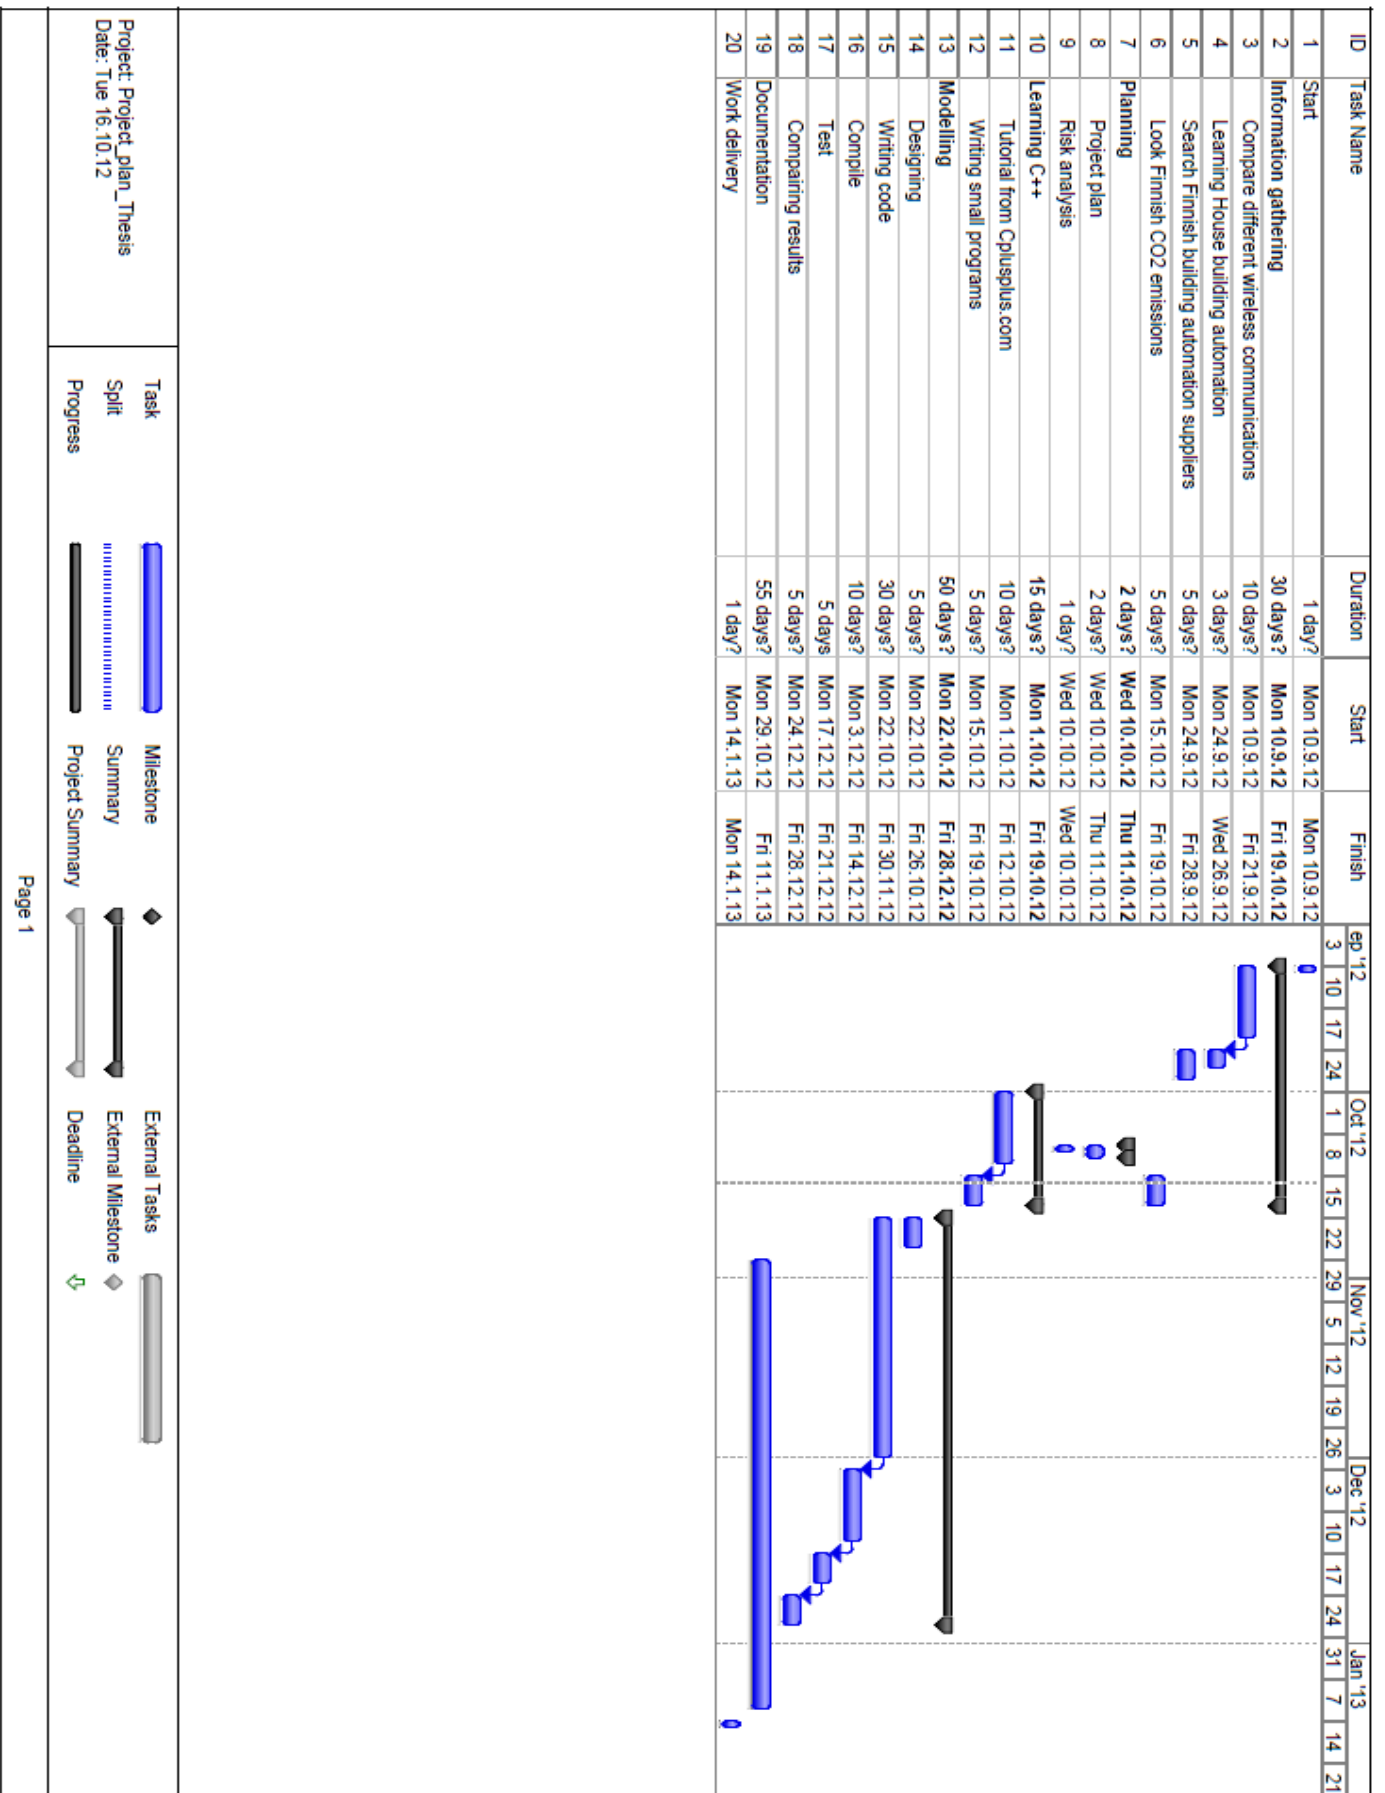 ID Task Name Duration Start Finish
ep '12 Oct '12 Nov '12 Dec '12 Jan '13
3 10 17 24 1 8 15 22 29 5 12 19 26 3 10 17 24 31 7 14 21
1 Start 1 day? Mon 10.9.12 Mon 10.9.12
2 Information gathering 30 days? Mon 10.9.12 Fri 19.10.12
3 Compare different wireless communications 10 days? Mon 10.9.12 Fri 21.9.12
4 Learning House building automation 3 days? Mon 24.9.12 Wed 26.9.12
5 Search Finnish building automation suppliers 5 days? Mon 24.9.12 Fri 28.9.12
6 Look Finnish CO2 emissions 5 days? Mon 15.10.12 Fri 19.10.12
7 Planning 2 days? Wed 10.10.12 Thu 11.10.12
8 Project plan 2 days? Wed 10.10.12 Thu 11.10.12
9 Risk analysis 1 day? Wed 10.10.12 Wed 10.10.12
10 Learning C++ 15 days? Mon 1.10.12 Fri 19.10.12
11 Tutorial from Cplusplus.com 10 days? Mon 1.10.12 Fri 12.10.12
12 Writing small programs 5 days? Mon 15.10.12 Fri 19.10.12
13 Modelling 50 days? Mon 22.10.12 Fri 28.12.12
14 Designing 5 days? Mon 22.10.12 Fri 26.10.12
15 Writing code 30 days? Mon 22.10.12 Fri 30.11.12
16 Compile 10 days? Mon 3.12.12 Fri 14.12.12
17 Test 5 days Mon 17.12.12 Fri 21.12.12
18 Compairing results 5 days? Mon 24.12.12 Fri 28.12.12
19 Documentation 55 days? Mon 29.10.12 Fri 11.1.13
20 Work delivery 1 day? Mon 14.1.13 Mon 14.1.13
Project: Project_plan_Thesis
Date: Tue 16.10.12
Task Milestone External Tasks
Split Summary External Milestone
Progress Project Summary Deadline
Page 1